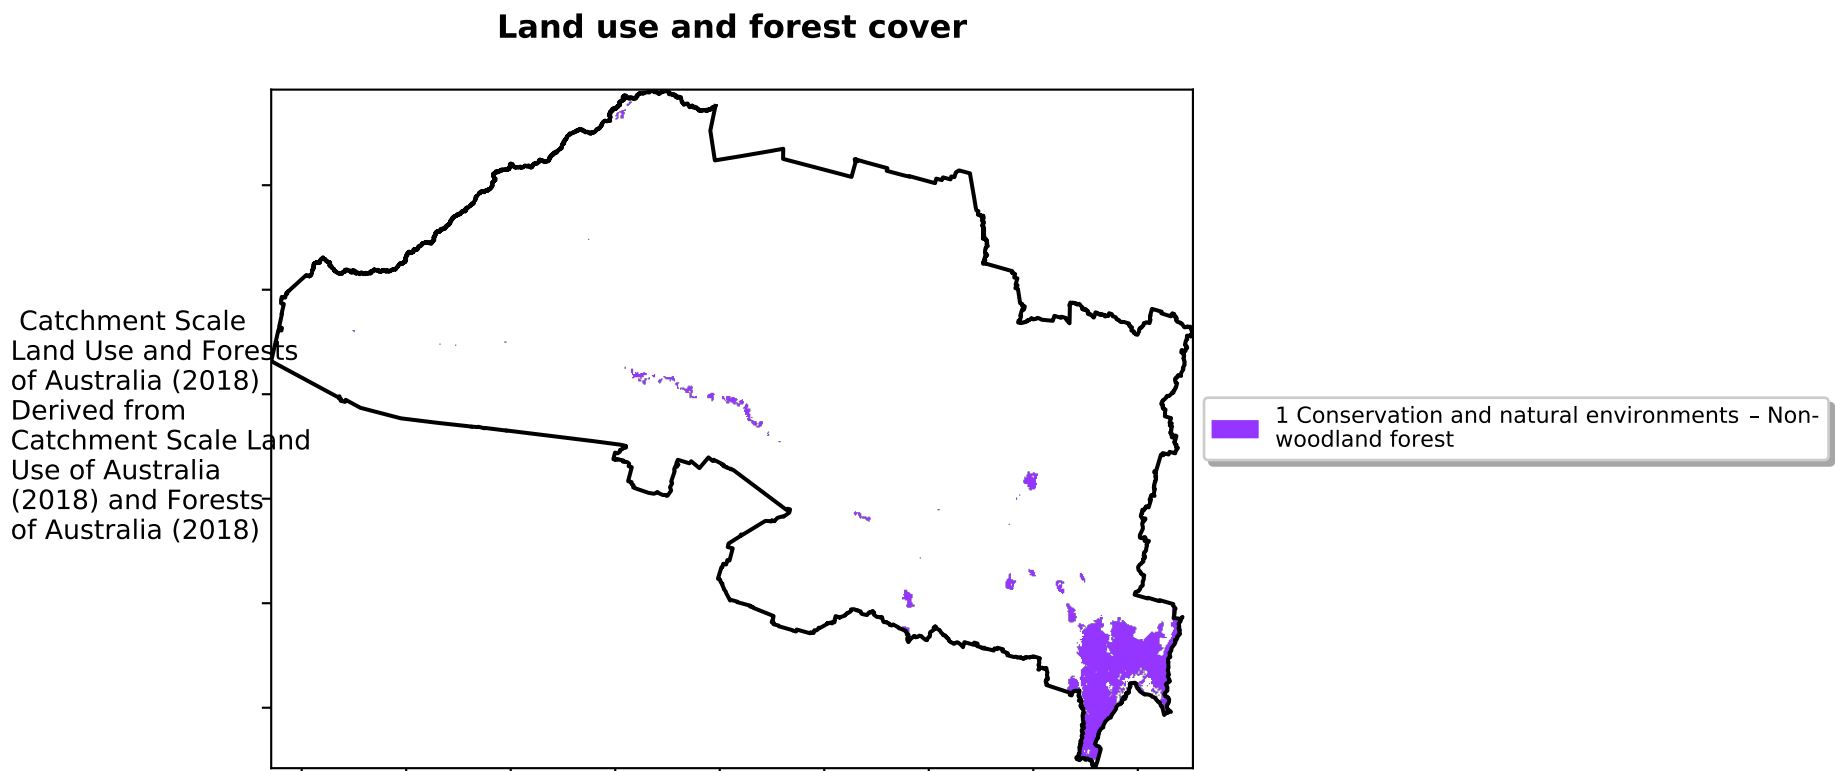 Land use and forest cover
Catchment Scale
Land Use and Forests
of Australia (2018)
Derived from
Catchment Scale Land
Use of Australia
(2018) and Forests
of Australia (2018)
1 Conservation and natural environments – Non-
woodland forest